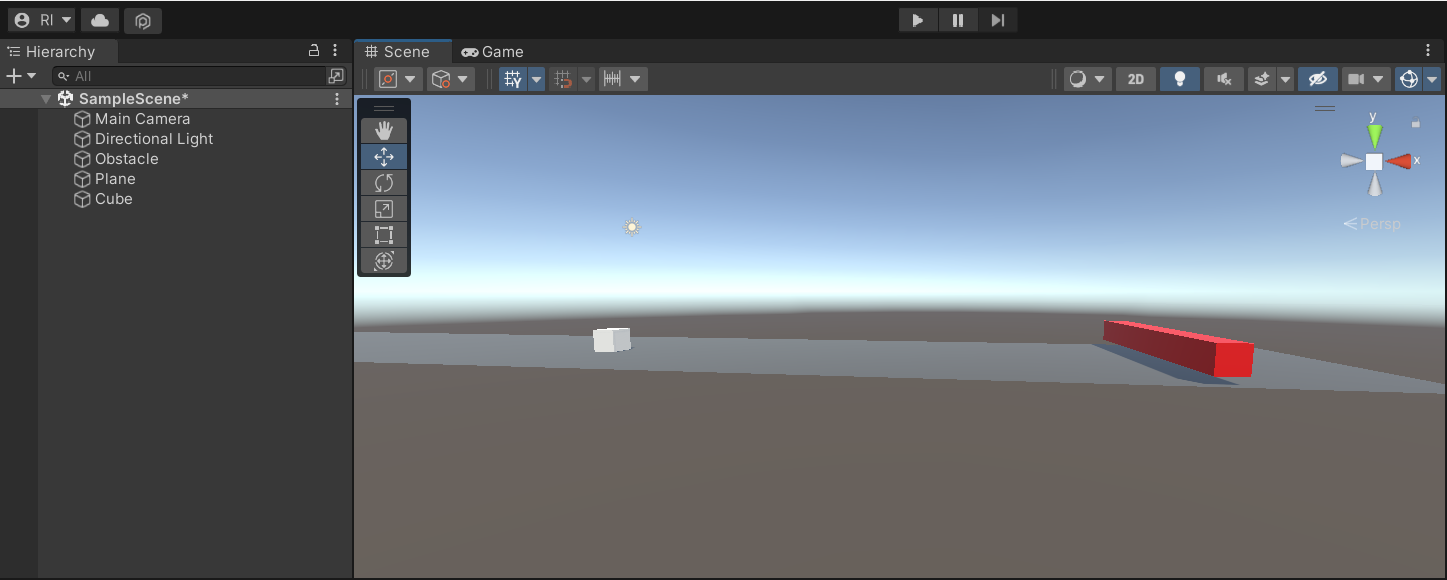 RI
Hierarchy
Scene
Game
All
2D
SampleScene*
Main Camera
Directional Light
Obstacle
Plane
Cube
y
x
Persp